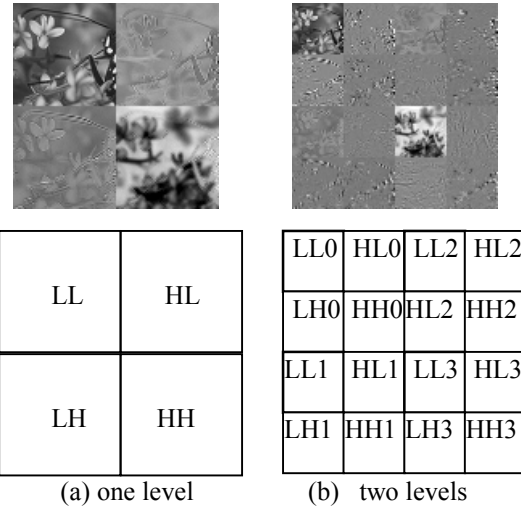 LL HL
LH HH
(a) one level
LL0 HL0 LL2 HL2
LH0 HH0 HL2 HH2
LL1 HL1 LL3 HL3
LH1 HH1 LH3 HH3
(b) two levels